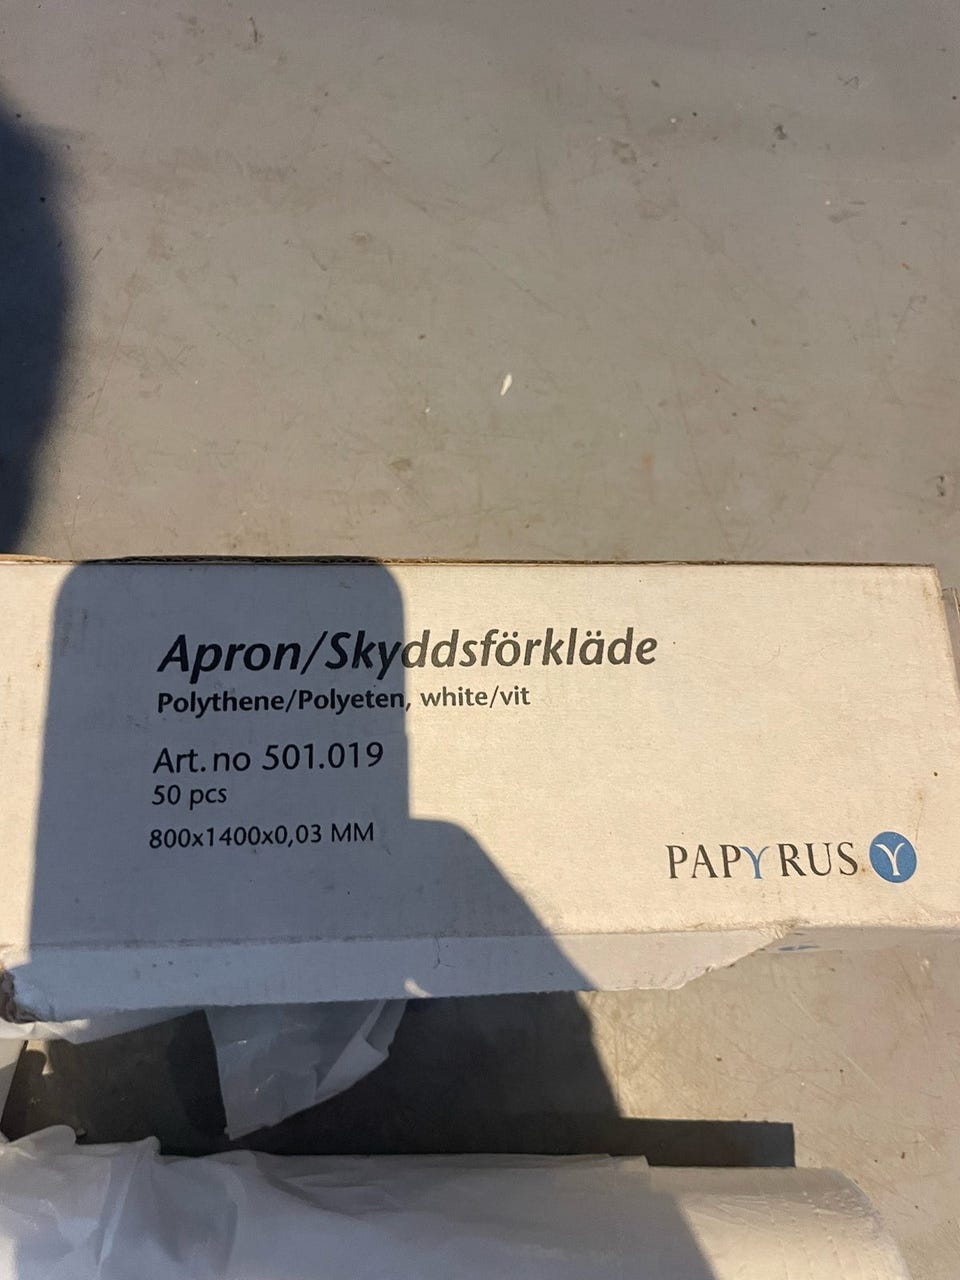 Apron/Skyddsförkläde
Polythene/Polyeten, white/vit
Art.no 501.019
50 pcs
800x1400x0,03 MM
PAPYRUS